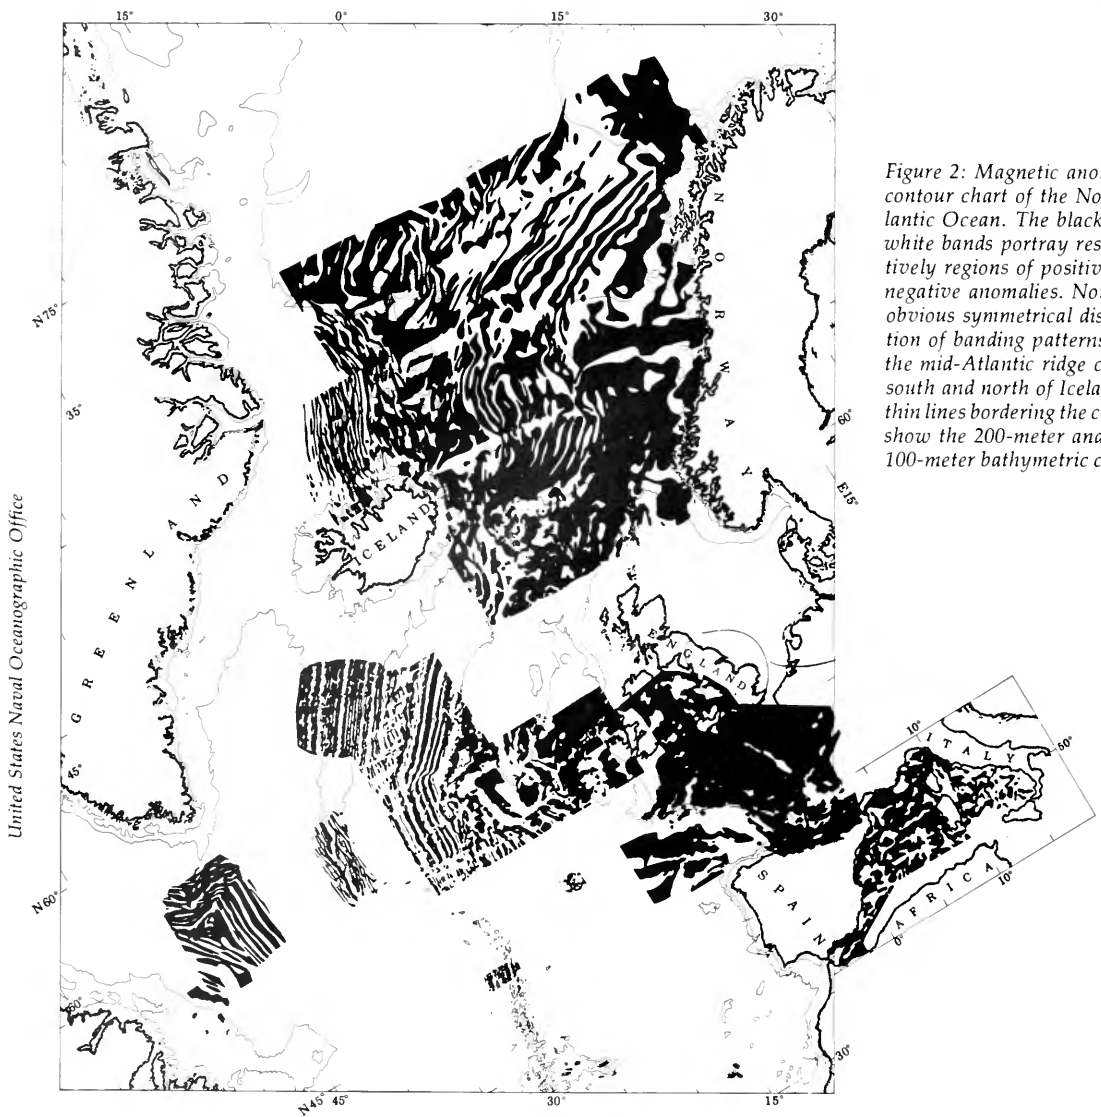 15° 0° 15° 30°
N 75°
35°
60°
E15°
45°
N 60°
60°
N 45° 45° 30° 15°
30°
10°
50°
10°
0°
GREENLAND
ICELAND
NORWAY
ENGLAND
SPAIN
ITALY
AFRICA
United States Naval Oceanographic Office
Figure 2: Magnetic ano
contour chart of the No
lantic Ocean. The black
white bands portray res
tively regions of positiv
negative anomalies. No
obvious symmetrical dis
tion of banding patterns
the mid-Atlantic ridge c
south and north of Icela
thin lines bordering the c
show the 200-meter and
100-meter bathymetric c